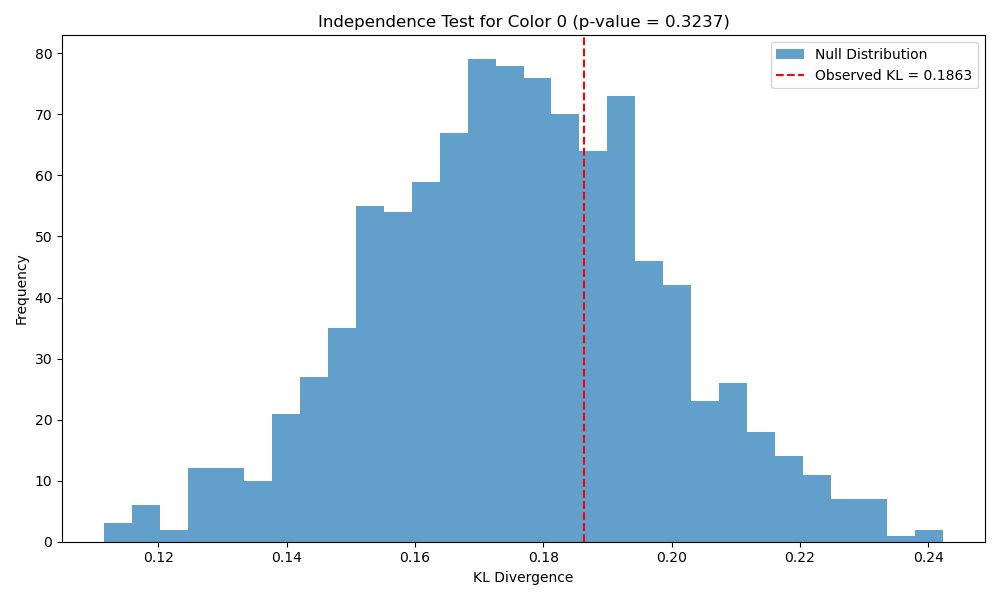 Independence Test for Color 0 (p-value = 0.3237)
Null Distribution
Observed KL = 0.1863
80
70
60
50
40
30
20
10
0
Frequency
0.12 0.14 0.16 0.18 0.20 0.22 0.24
KL Divergence